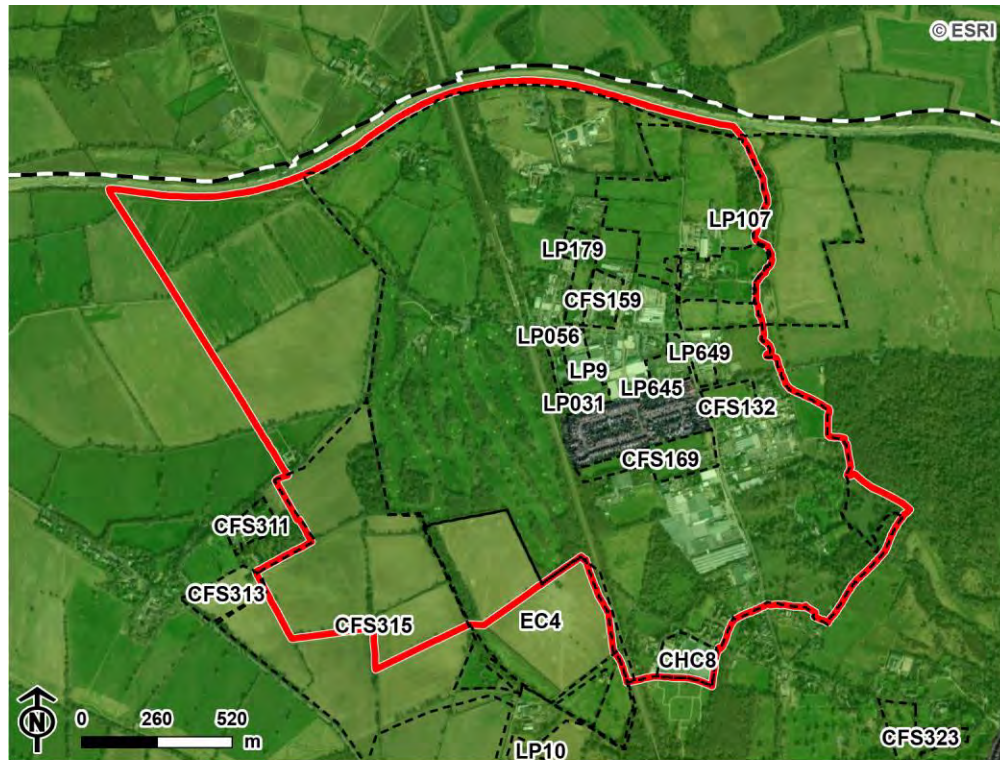 © ESRI
LP107
LP179
CFS159
LP056
LP649
LP9
LP645
LP031
CFS132
CFS169
CFS311
CFS313
CFS315
EC4
CHC8
N
0 260 520
m
LP10
CFS323